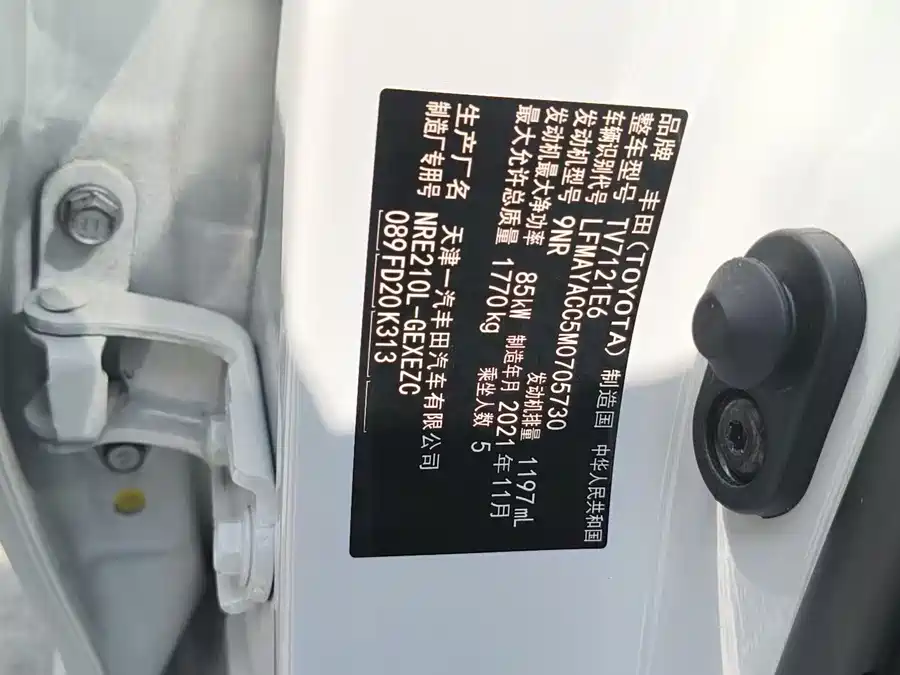 品牌 丰田(TOYOTA) 制造国 中华人民共和国
整车型号 TV7121E6
车辆识别代号 LFMAYACC5M0705730
发动机型号 9NR 发动机排量 1197mL
发动机最大净功率 85kW 制造年月 2021年11月
最大允许总质量 1770kg 乘坐人数 5
生产厂名 天津一汽丰田汽车有限公司
制造厂专用号 NRE210L-GEXEZC
089FD20K313